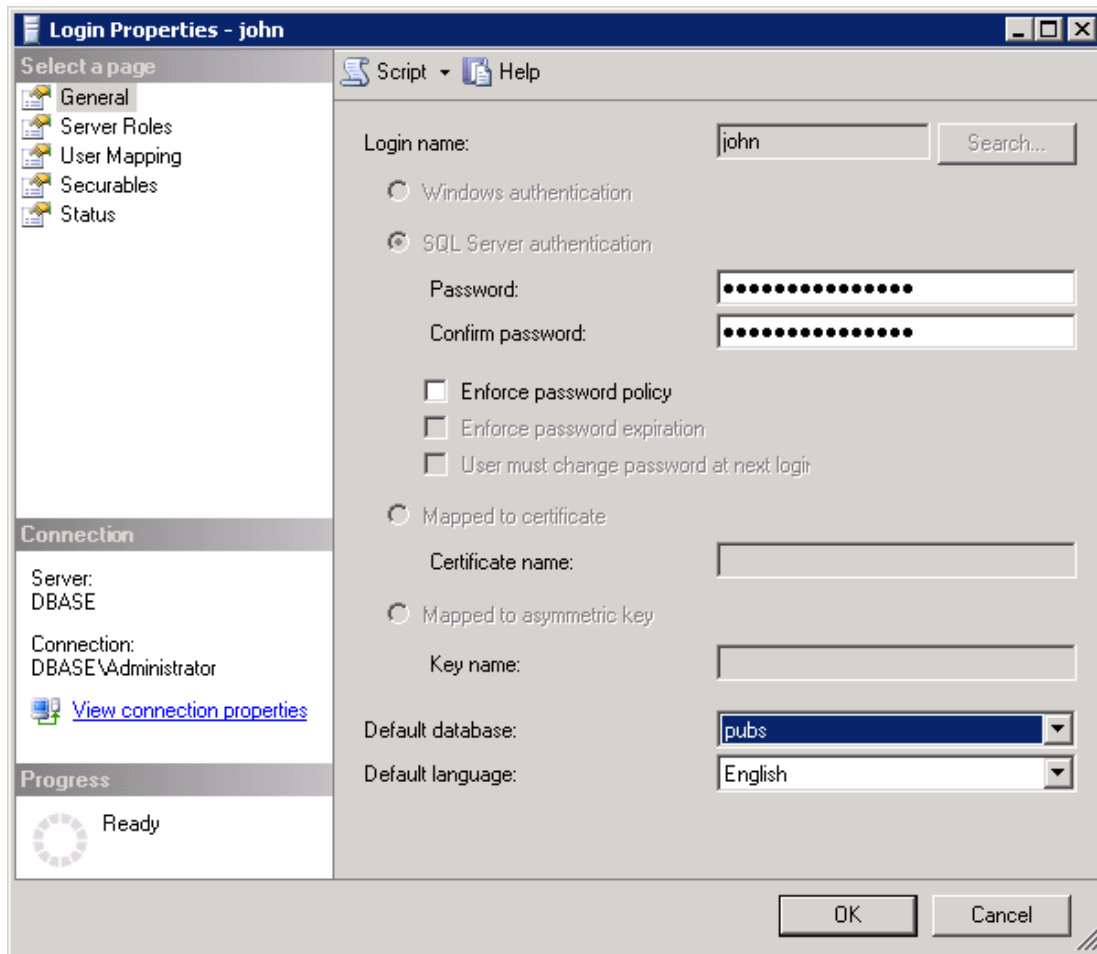 Login Properties - john
Select a page
General
Server Roles
User Mapping
Securables
Status
Connection
Server:
DBASE
Connection:
DBASE\Administrator
View connection properties
Progress
Ready
Script
Help
Login name:
john
Search...
Windows authentication
SQL Server authentication
Password:
●●●●●●●●●●●●●●●
Confirm password:
●●●●●●●●●●●●●●●
Enforce password policy
Enforce password expiration
User must change password at next login
Mapped to certificate
Certificate name:
Mapped to asymmetric key
Key name:
Default database:
pubs
Default language:
English
OK
Cancel